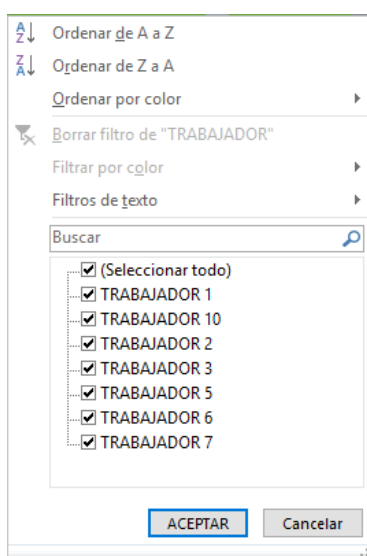 Ordenar de A a Z
Ordenar de Z a A
Ordenar por color
Borrar filtro de "TRABAJADOR"
Filtrar por color
Filtros de texto
Buscar
(Seleccionar todo)
TRABAJADOR 1
TRABAJADOR 10
TRABAJADOR 2
TRABAJADOR 3
TRABAJADOR 5
TRABAJADOR 6
TRABAJADOR 7
ACEPTAR Cancelar